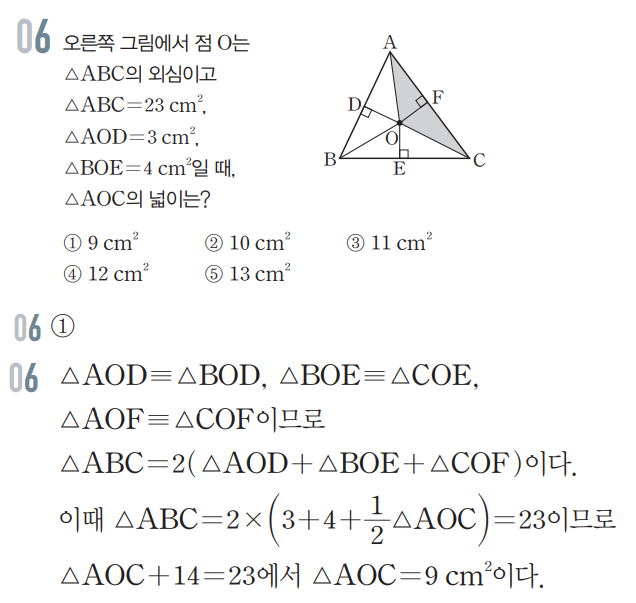 06 오른쪽 그림에서 점 O는
△ABC의 외심이고
△ABC=23 cm²,
△AOD=3 cm²,
△BOE=4 cm²일 때,
△AOC의 넓이는?
A
D
F
O
B
E
C
① 9 cm² ② 10 cm² ③ 11 cm²
④ 12 cm² ⑤ 13 cm²
06 ①
06 △AOD≡△BOD, △BOE≡△COE,
△AOF≡△COF이므로
△ABC=2(△AOD+△BOE+△COF)이다.
이때 △ABC=2×(3+4+1/2△AOC)=23이므로
△AOC+14=23에서 △AOC=9 cm²이다.